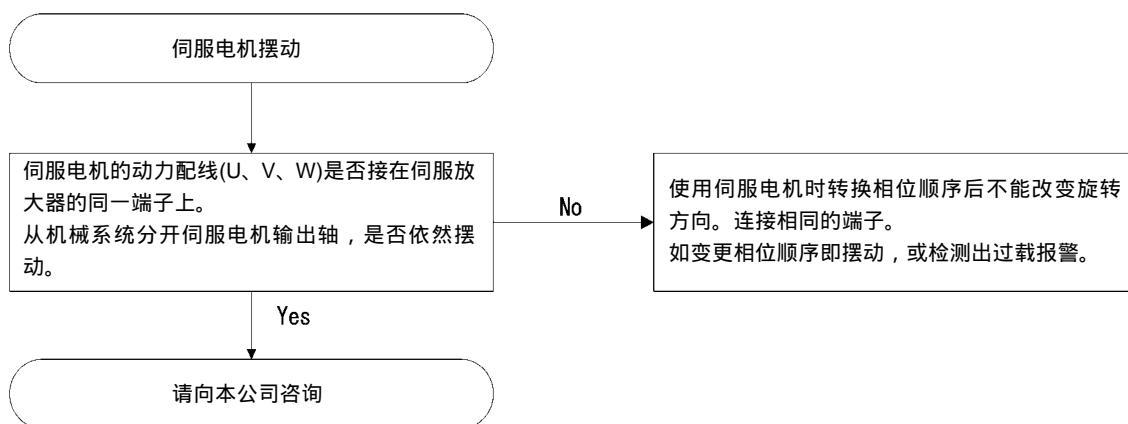 伺服电机摆动
伺服电机的动力配线(U、V、W)是否接在伺服放
大器的同一端子上。
从机械系统分开伺服电机输出轴，是否依然摆
动。
No
使用伺服电机时转换相位顺序后不能改变旋转
方向。连接相同的端子。
如变更相位顺序即摆动，或检测出过载报警。
Yes
请向本公司咨询